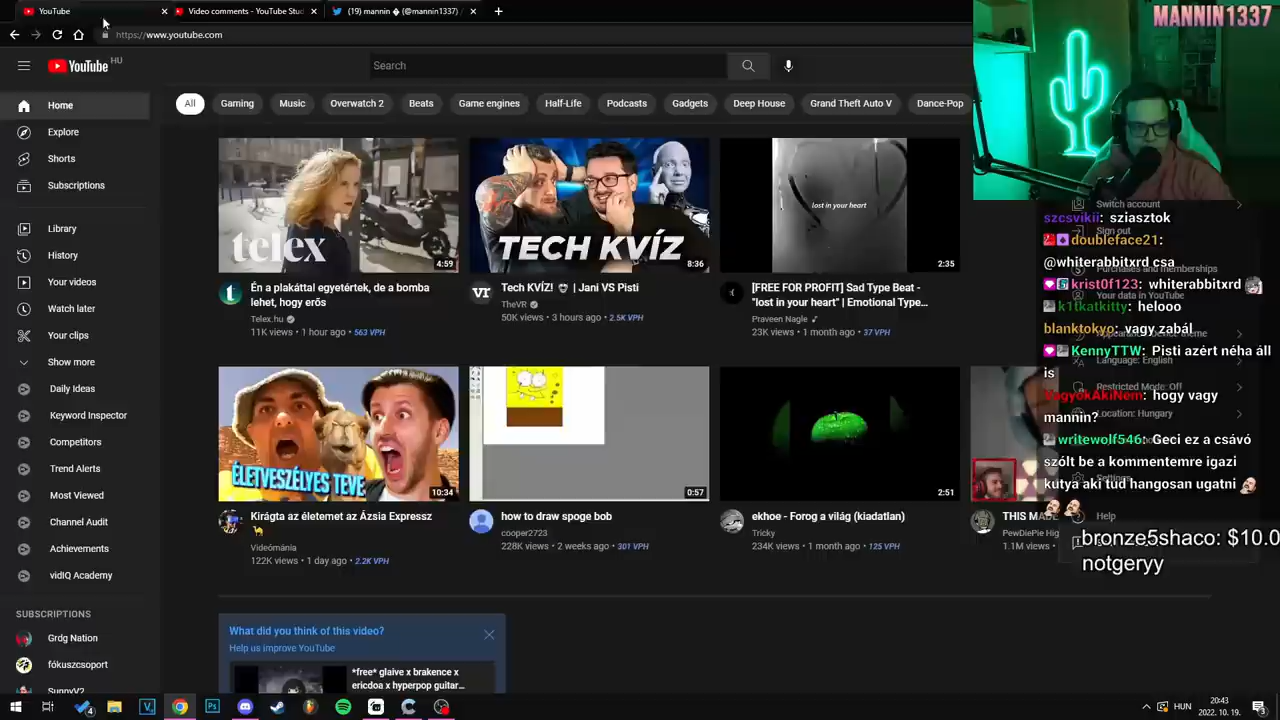 YouTube
Video comments - YouTube Stud
(19) mannin � (@mannin1337) /
https://www.youtube.com
MANNIN1337
YouTube HU
Search
All
Gaming
Music
Overwatch 2
Beats
Game engines
Half-Life
Podcasts
Gadgets
Deep House
Grand Theft Auto V
Dance-Pop
Home
Explore
Shorts
Subscriptions
Library
History
Your videos
Watch later
Your clips
Show more
Daily Ideas
Keyword Inspector
Competitors
Trend Alerts
Most Viewed
Channel Audit
Achievements
vidIQ Academy
SUBSCRIPTIONS
Grdg Nation
fókuszcsoport
SunnyV2
telex
4:59
Én a plakáttal egyetértek, de a bomba
lehet, hogy erős
Telex.hu
11K views • 1 hour ago • 563 VPH
TECH KVÍZ
8:36
Tech KVÍZ! | Jani VS Pisti
TheVR
50K views • 3 hours ago • 2.5K VPH
lost in your heart
2:35
[FREE FOR PROFIT] Sad Type Beat -
"lost in your heart" | Emotional Type...
Praveen Nagle
23K views • 1 month ago • 37 VPH
ÉLETVESZÉLYES TEVE
10:34
Kirágta az életemet az Ázsia Expressz
Videómánia
122K views • 1 day ago • 2.2K VPH
0:57
how to draw spoge bob
cooper2723
228K views • 2 weeks ago • 301 VPH
2:51
ekhoe - Forog a világ (kiadatlan)
Tricky
234K views • 1 month ago • 125 VPH
THIS MADE
PewDiePie Hig
1.1M views •
What did you think of this video?
Help us improve YouTube
*free* glaive x brakence x
ericdoa x hyperpop guitar...
Switch account
szcsvikii: sziasztok
Sign out
doubleface21:
@whiterabbitxrd csa
Purchases and memberships
krist0f123: whiterabbitxrd
Your data in YouTube
k1tkatkitty: helooo
blanktokyo: vagy zabál
KennyTTW: Pisti azért néha áll
is
Language: English
Restricted Mode: Off
VagyokAkiNem: hogy vagy
mannin?
Location: Hungary
writewolf546: Geci ez a csávó
szólt be a kommentemre igazi
kutya aki tud hangosan ugatni
Help
bronze5shaco: $10.0
notgeryy
HUN
20:43
2022. 10. 19.